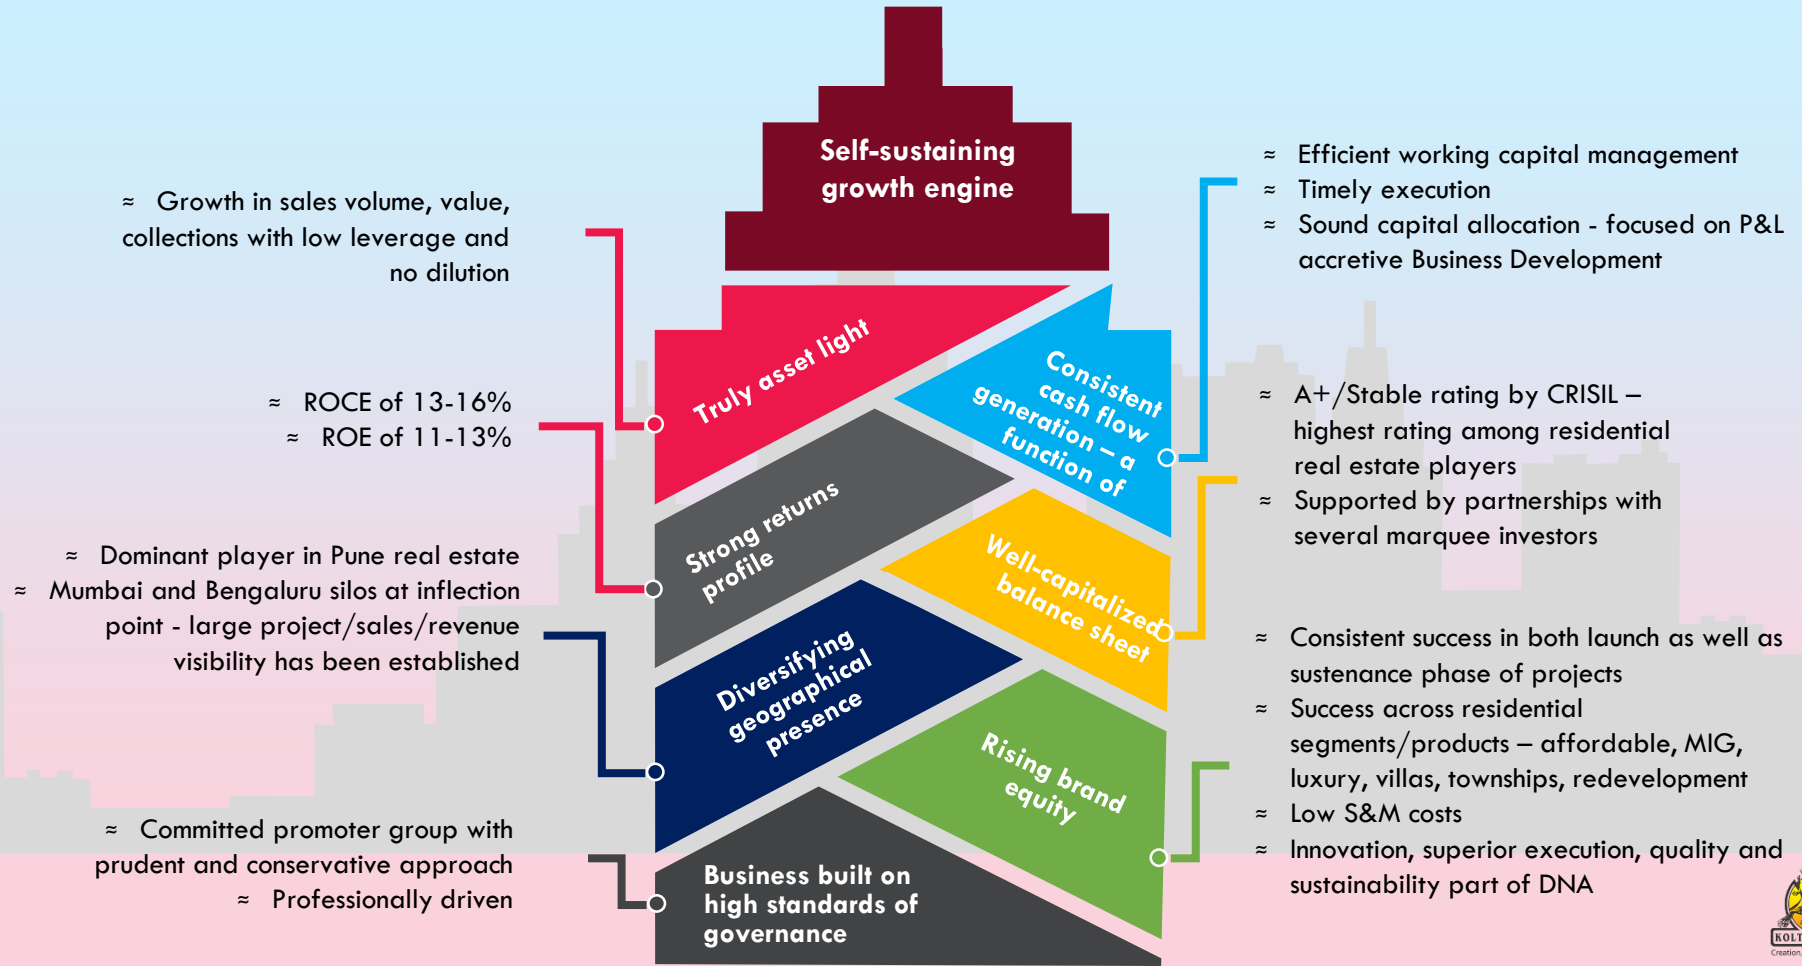 Self-sustaining
growth engine
≈ Growth in sales volume, value,
collections with low leverage and
no dilution
Truly asset light
≈ Efficient working capital management
≈ Timely execution
≈ Sound capital allocation - focused on P&L
accretive Business Development
Consistent
cash flow
generation – a
function of
≈ ROCE of 13-16%
≈ ROE of 11-13%
Strong returns
profile
≈ A+/Stable rating by CRISIL –
highest rating among residential
real estate players
≈ Supported by partnerships with
several marquee investors
Well-capitalized
balance sheet
≈ Dominant player in Pune real estate
≈ Mumbai and Bengaluru silos at inflection
point - large project/sales/revenue
visibility has been established
Diversifying
geographical
presence
≈ Consistent success in both launch as well as
sustenance phase of projects
≈ Success across residential
segments/products – affordable, MIG,
luxury, villas, townships, redevelopment
≈ Low S&M costs
≈ Innovation, superior execution, quality and
sustainability part of DNA
Rising brand
equity
≈ Committed promoter group with
prudent and conservative approach
≈ Professionally driven
Business built on
high standards of
governance
KOLT
Creation,